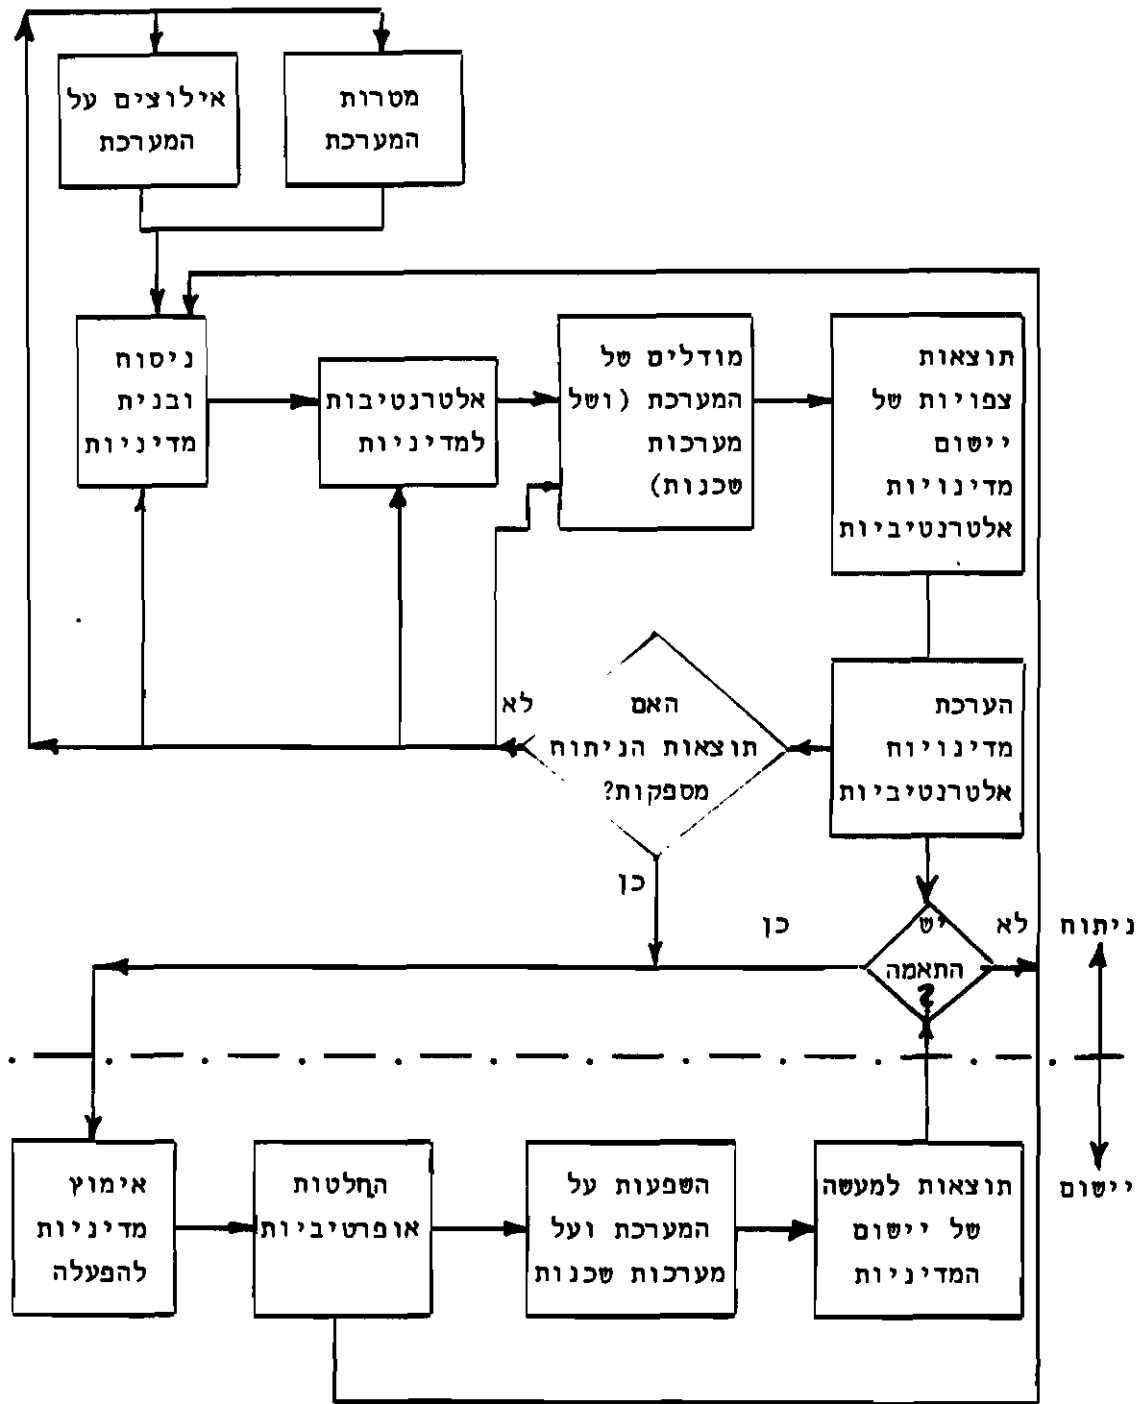 מטרות
המערכת
אילוצים על
המערכת
ניסוח
ובנית
מדיניות
אלטרנטיבות
למדיניות
מודלים של
המערכת (ושל
מערכות
שכנות)
תוצאות
צפויות של
יישום
מדינויות
אלטרנטיביות
הערכת
מדינויות
אלטרנטיביות
האם
תוצאות הניתוח
מספקות?
לא
כן
יש
התאמה
?
לא
כן
ניתוח
יישום
אימוץ
מדיניות
להפעלה
החלטות
אופרטיביות
השפעות על
המערכת ועל
מערכות שכנות
תוצאות למעשה
של יישום
המדיניות